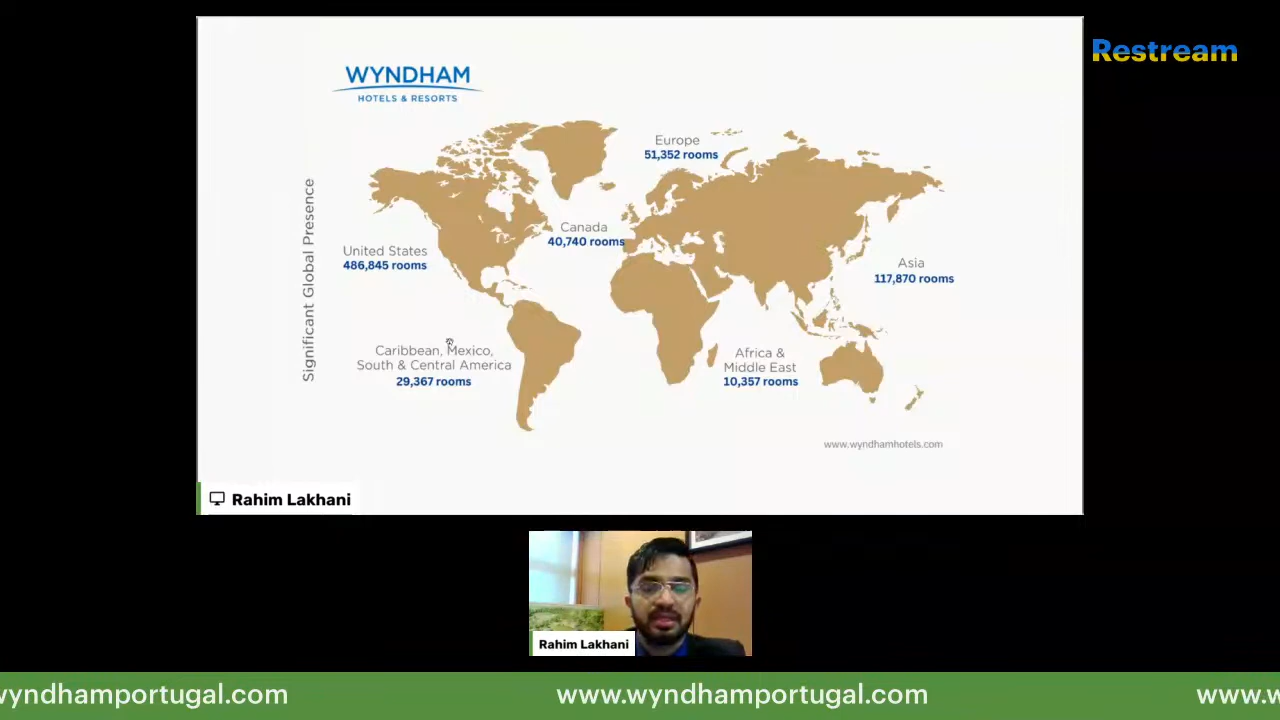 Restream
WYNDHAM
HOTELS & RESORTS
Significant Global Presence
Europe
51,352 rooms
Canada
40,740 rooms
United States
486,845 rooms
Asia
117,870 rooms
Caribbean, Mexico,
South & Central America
29,367 rooms
Africa &
Middle East
10,357 rooms
www.wyndhamhotels.com
Rahim Lakhani
Rahim Lakhani
wyndhamportugal.com www.wyndhamportugal.com www.w